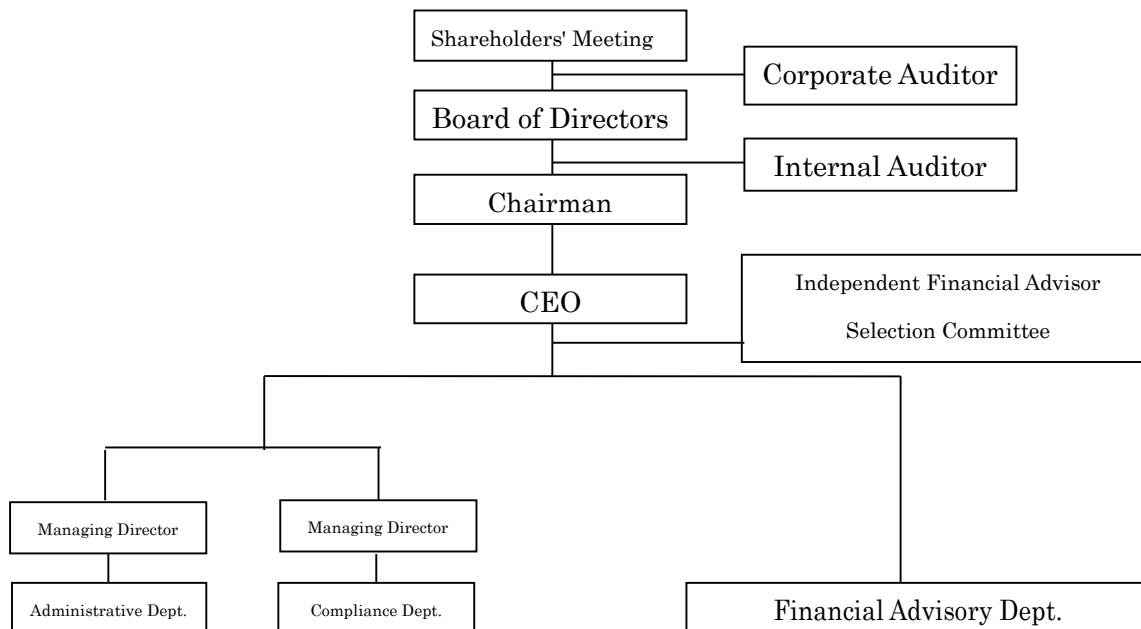 Shareholders' Meeting
Corporate Auditor
Board of Directors
Internal Auditor
Chairman
CEO
Independent Financial Advisor
Selection Committee
Managing Director
Managing Director
Administrative Dept.
Compliance Dept.
Financial Advisory Dept.